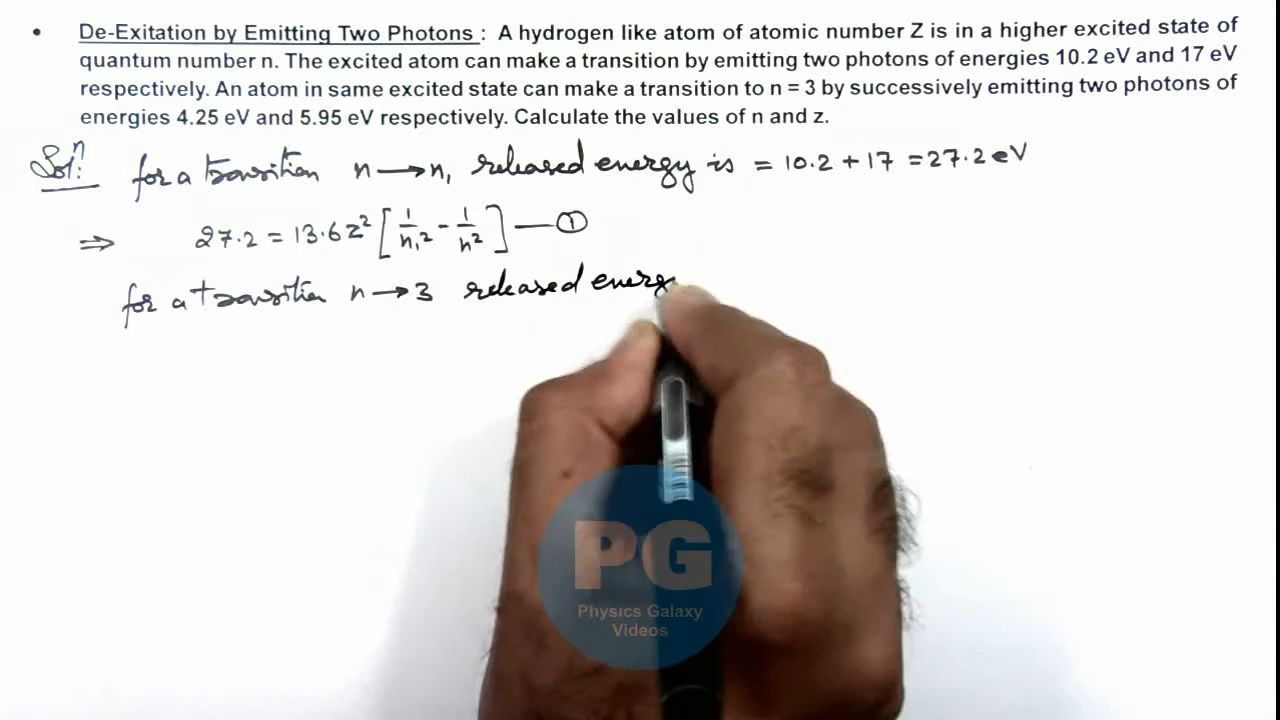 • De-Exitation by Emitting Two Photons : A hydrogen like atom of atomic number Z is in a higher excited state of
quantum number n. The excited atom can make a transition by emitting two photons of energies 10.2 eV and 17 eV
respectively. An atom in same excited state can make a transition to n = 3 by successively emitting two photons of
energies 4.25 eV and 5.95 eV respectively. Calculate the values of n and z.
Solⁿ. for a transition n → n₁ released energy is = 10.2 + 17 = 27.2 eV
⇒ 27.2 = 13.6 Z² [1/n₁² - 1/n²] — ①
for a transition n → 3 released energy
PG
Physics Galaxy
Videos